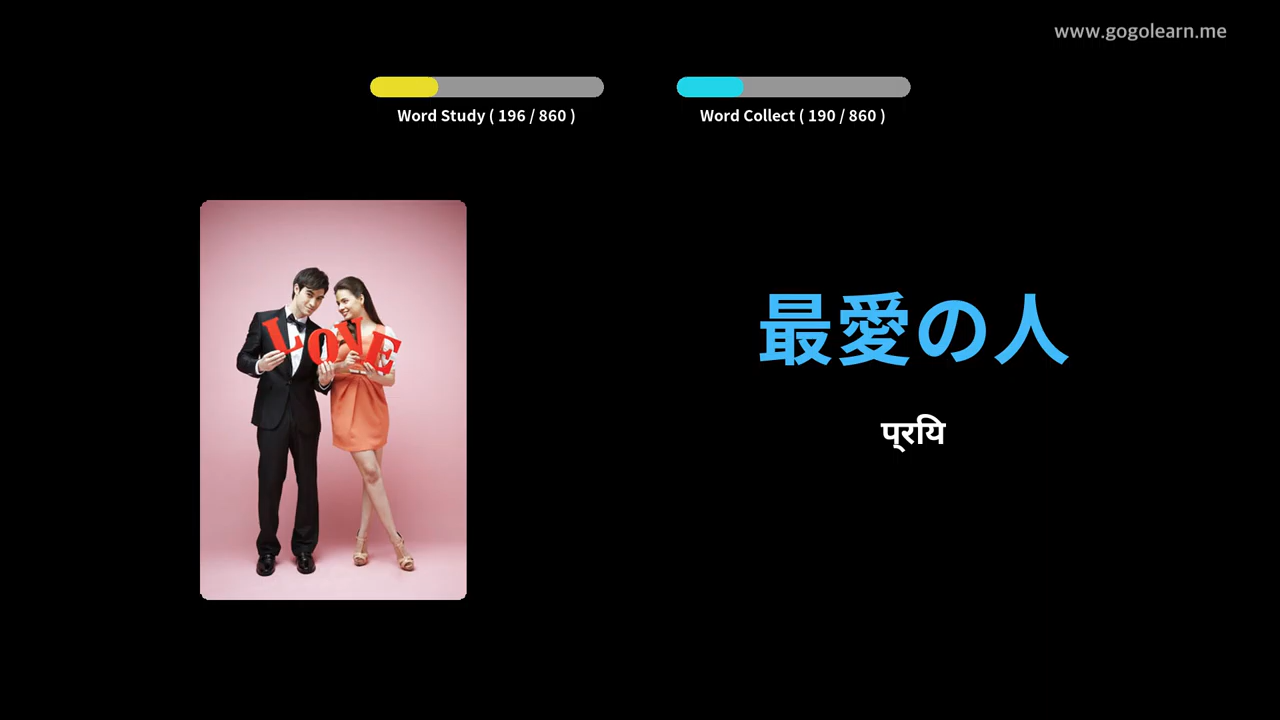 www.gogolearn.me
Word Study ( 196 / 860 )
Word Collect ( 190 / 860 )
LOVE
最愛の人
प्रयि